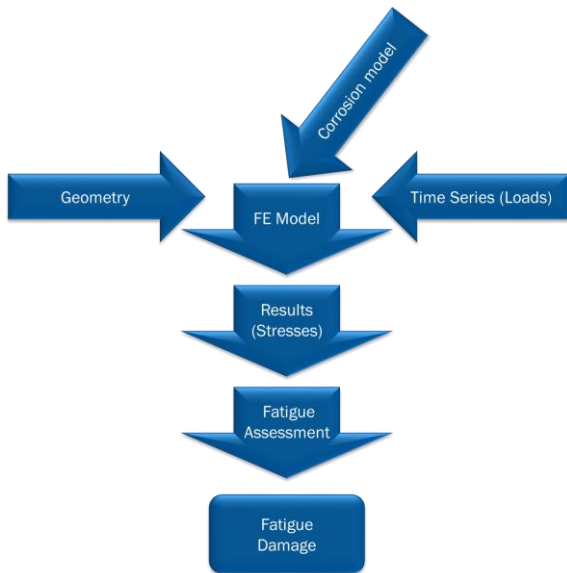 Corrosion model
Geometry
Time Series (Loads)
FE Model
Results
(Stresses)
Fatigue
Assessment
Fatigue
Damage